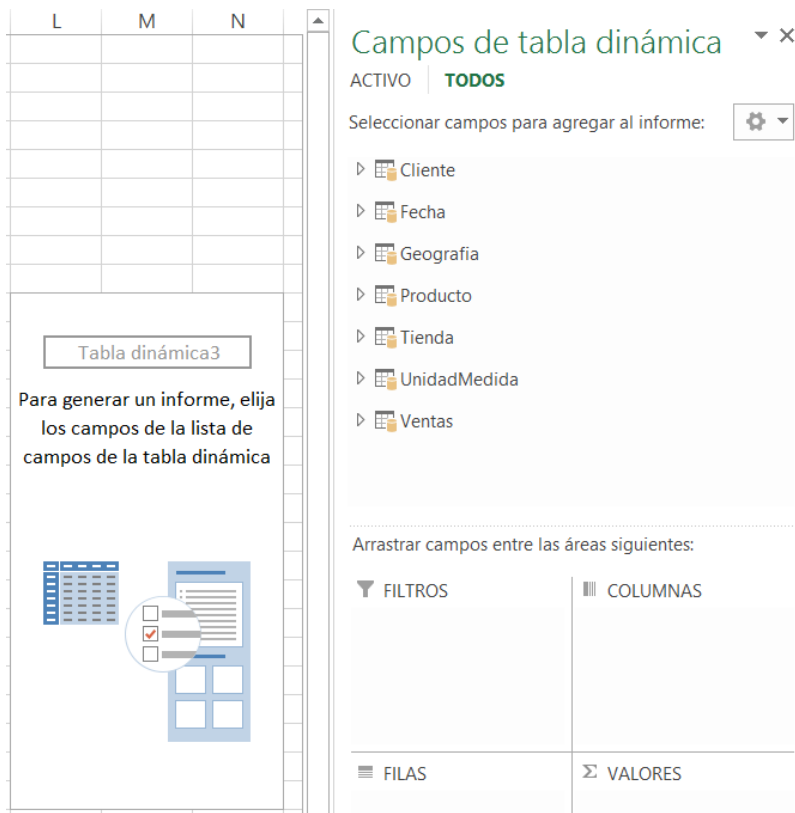 L M N
Campos de tabla dinámica
ACTIVO TODOS
Seleccionar campos para agregar al informe:
Cliente
Fecha
Geografia
Producto
Tienda
UnidadMedida
Ventas
Tabla dinámica3
Para generar un informe, elija
los campos de la lista de
campos de la tabla dinámica
Arrastrar campos entre las áreas siguientes:
FILTROS
COLUMNAS
FILAS
Σ VALORES